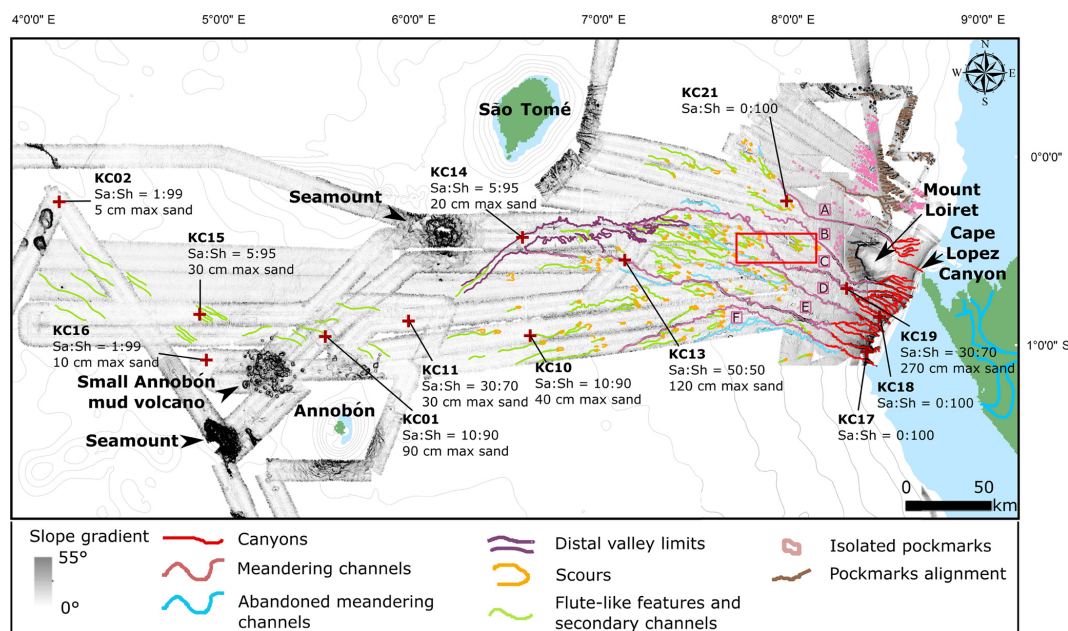 4°0'0" E
5°0'0" E
6°0'0" E
7°0'0" E
8°0'0" E
9°0'0" E
N
W
E
S
KC21
Sa:Sh = 0:100
São Tomé
0°0'0"
KC02
Sa:Sh = 1:99
5 cm max sand
KC14
Sa:Sh = 5:95
20 cm max sand
Seamount
Mount
Loiret
Cape
Lopez
Canyon
A
B
C
D
E
F
KC15
Sa:Sh = 5:95
30 cm max sand
KC16
Sa:Sh = 1:99
10 cm max sand
Small Annobón
mud volcano
Seamount
Annobón
KC01
Sa:Sh = 10:90
90 cm max sand
KC11
Sa:Sh = 30:70
30 cm max sand
KC10
Sa:Sh = 10:90
40 cm max sand
KC13
Sa:Sh = 50:50
120 cm max sand
KC19
Sa:Sh = 30:70
270 cm max sand
KC18
Sa:Sh = 0:100
KC17
Sa:Sh = 0:100
1°0'0" S
0 50
km
Slope gradient
55°
0°
Canyons
Meandering channels
Abandoned meandering
channels
Distal valley limits
Scours
Flute-like features and
secondary channels
Isolated pockmarks
Pockmarks alignment